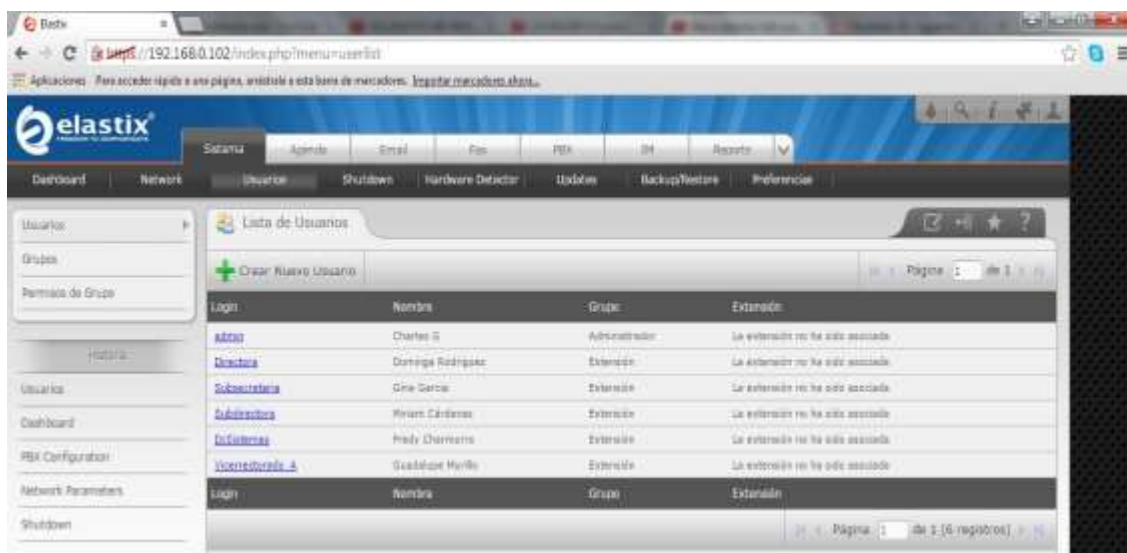 https://192.168.0.102/index.php?menu=userlist
Aplicaciones Para acceder rápido a una página, arrástrala a esta barra de marcadores. Importar marcadores ahora...
elastix
Sistema Agenda Email Fax PBX IM Reports
Dashboard Network Usuarios Shutdown Hardware Detector Updates Backup/Restore Preferencias
Usuarios
Grupos
Permisos de Grupo
Historia
Usuarios
Dashboard
PBX Configuration
Network Parameters
Shutdown
Lista de Usuarios
Crear Nuevo Usuario
Página 1 de 1
Login Nombre Grupo Extensión
admin Charles G Administrador La extensión no ha sido asociada
Directora Dominga Rodriguez Extensión La extensión no ha sido asociada
Subsecretaria Gina Garcia Extensión La extensión no ha sido asociada
Subdirectora Miriam Cárdenas Extensión La extensión no ha sido asociada
Fredy Extensión La extensión no ha sido asociada
Vicerrectorado_A Guadalupe Murillo Extensión La extensión no ha sido asociada
Login Nombre Grupo Extensión
Página 1 de 1 (6 registros)